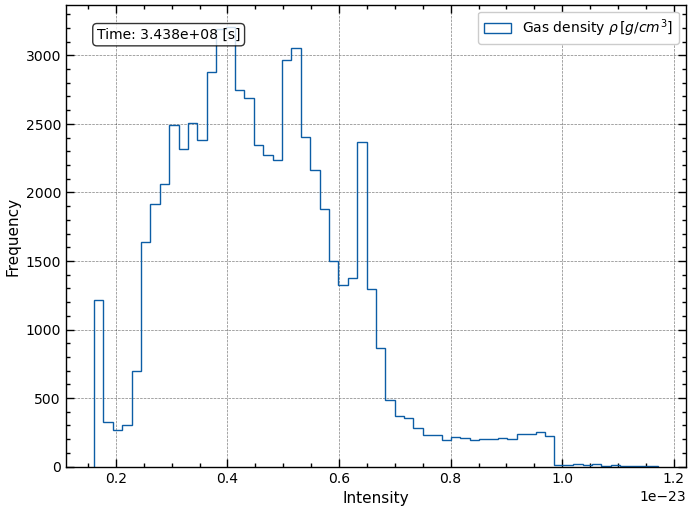 Time: 3.438e+08 [s]
Gas density ρ [g/cm³]
3000
2500
2000
1500
1000
500
0
Frequency
0.2 0.4 0.6 0.8 1.0 1.2
1e−23
Intensity